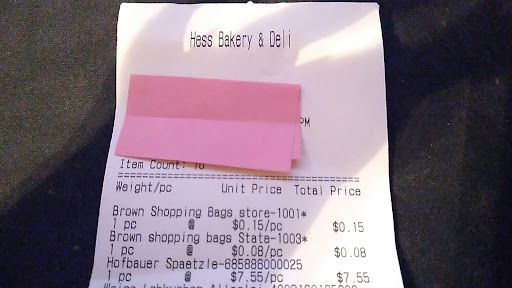 Hess Bakery & Deli
PM
Item Count: 10
Weight/pc Unit Price Total Price
Brown Shopping Bags store-1001*
1 pc @ $0.15/pc $0.15
Brown shopping bags State-1003*
1 pc @ $0.08/pc $0.08
Hofbauer Spaetzle-685886000025
1 pc @ $7.55/pc $7.55